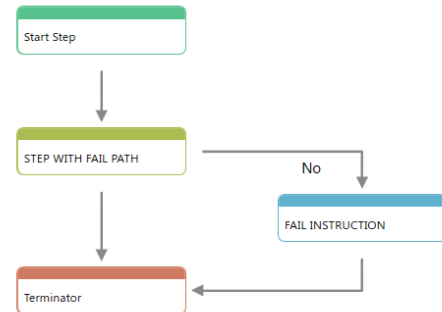 Start Step
STEP WITH FAIL PATH
No
FAIL INSTRUCTION
Terminator